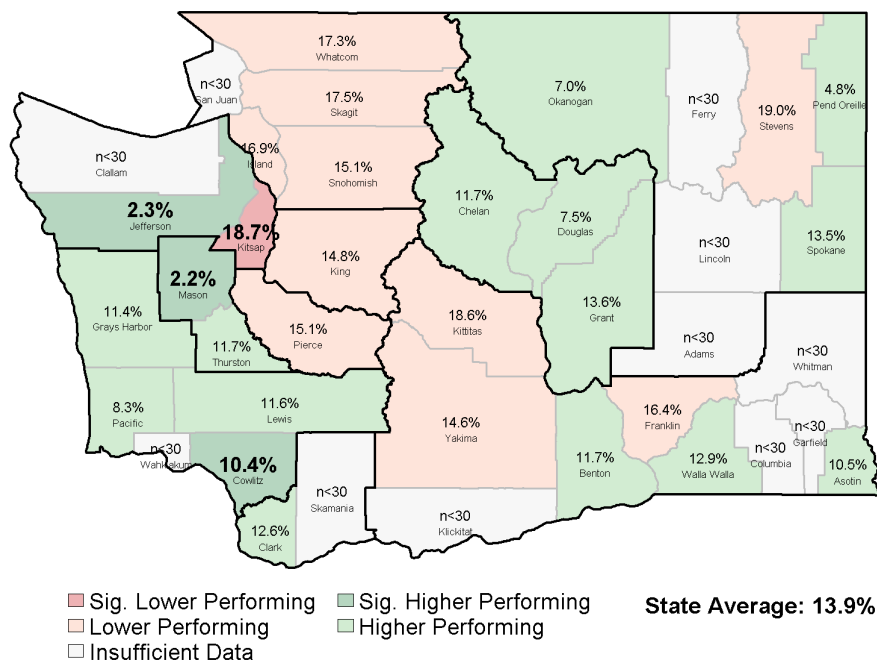 17.3%
Whatcom
n<30
San Juan
17.5%
Skagit
7.0%
Okanogan
n<30
Ferry
19.0%
Stevens
4.8%
Pend Oreille
n<30
Clallam
16.9%
Island
15.1%
Snohomish
11.7%
Chelan
7.5%
Douglas
2.3%
Jefferson
18.7%
Kitsap
n<30
Lincoln
13.5%
Spokane
14.8%
King
2.2%
Mason
11.4%
Grays Harbor
15.1%
Pierce
18.6%
Kittitas
13.6%
Grant
n<30
Adams
n<30
Whitman
11.7%
Thurston
8.3%
Pacific
11.6%
Lewis
14.6%
Yakima
16.4%
Franklin
n<30
Garfield
n<30
Wahkiakum
10.4%
Cowlitz
11.7%
Benton
12.9%
Walla Walla
n<30
Columbia
10.5%
Asotin
n<30
Skamania
n<30
Klickitat
12.6%
Clark
Sig. Lower Performing
Sig. Higher Performing
State Average: 13.9%
Lower Performing
Higher Performing
Insufficient Data